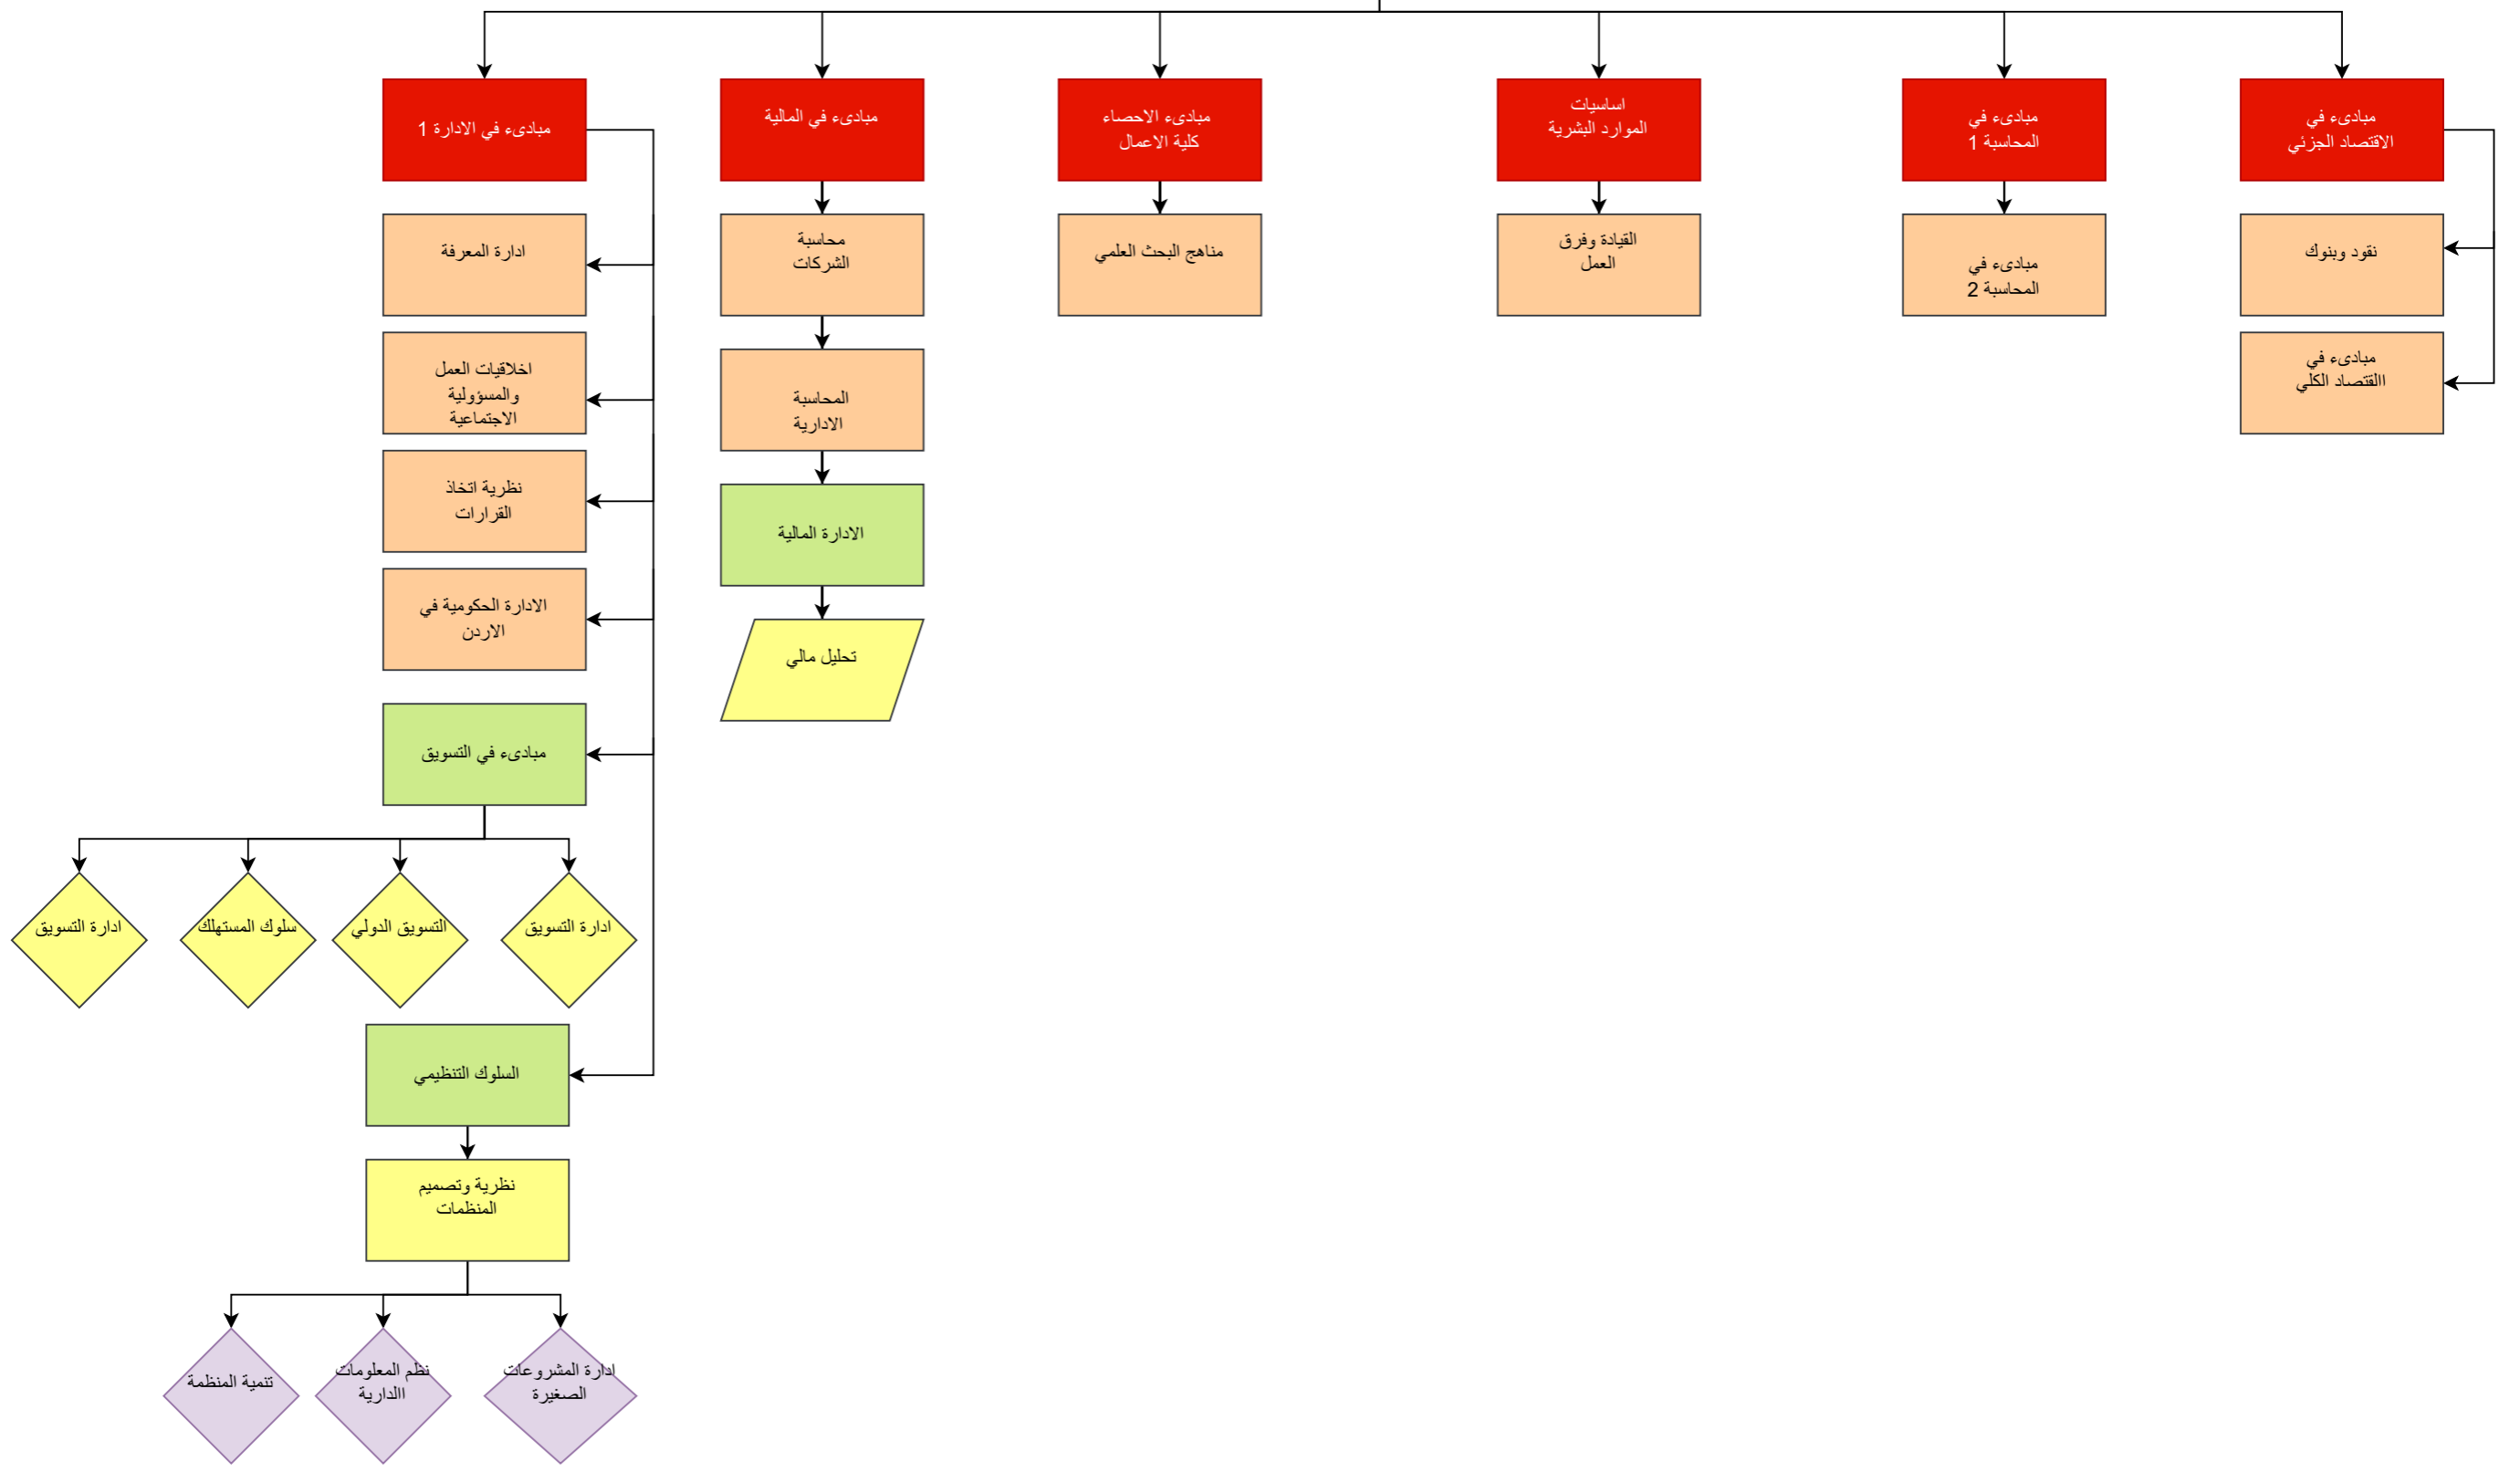 مبادىء في الاقتصاد الجزئي
مبادىء في المحاسبة 1
اساسيات الموارد البشرية
مبادىء الاحصاء كلية الاعمال
مبادىء في المالية
مبادىء في الادارة 1
نقود وبنوك
مبادىء في المحاسبة 2
القيادة وفرق العمل
مناهج البحث العلمي
محاسبة الشركات
ادارة المعرفة
مبادىء في
االقتصاد الكلي
المحاسبة
الادارية
اخلاقيات العمل
والمسؤولية
الاجتماعية
نظرية اتخاذ
القرارات
الادارة المالية
الادارة الحكومية في
الاردن
تحليل مالي
مبادىء في التسويق
ادارة التسويق
التسويق الدولي
سلوك المستهلك
ادارة التسويق
السلوك التنظيمي
نظرية وتصميم
المنظمات
ادارة المشروعات
الصغيرة
نظم المعلومات
االدارية
تنمية المنظمة